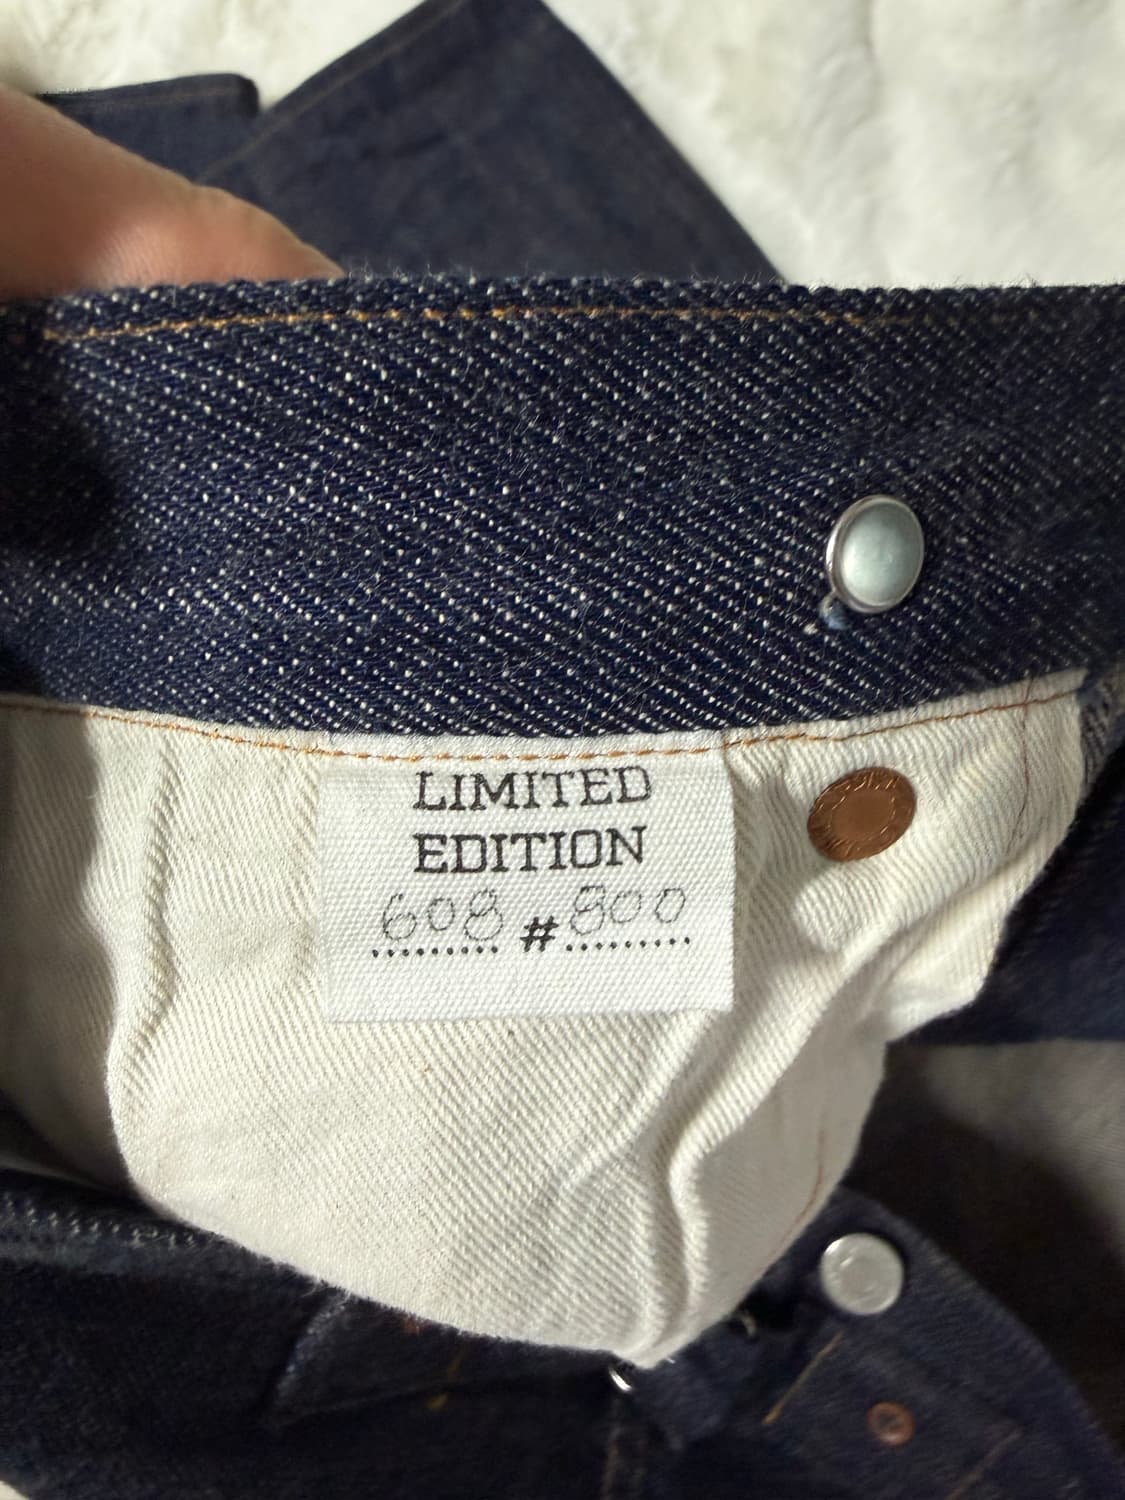 LIMITED
EDITION
608 # 800